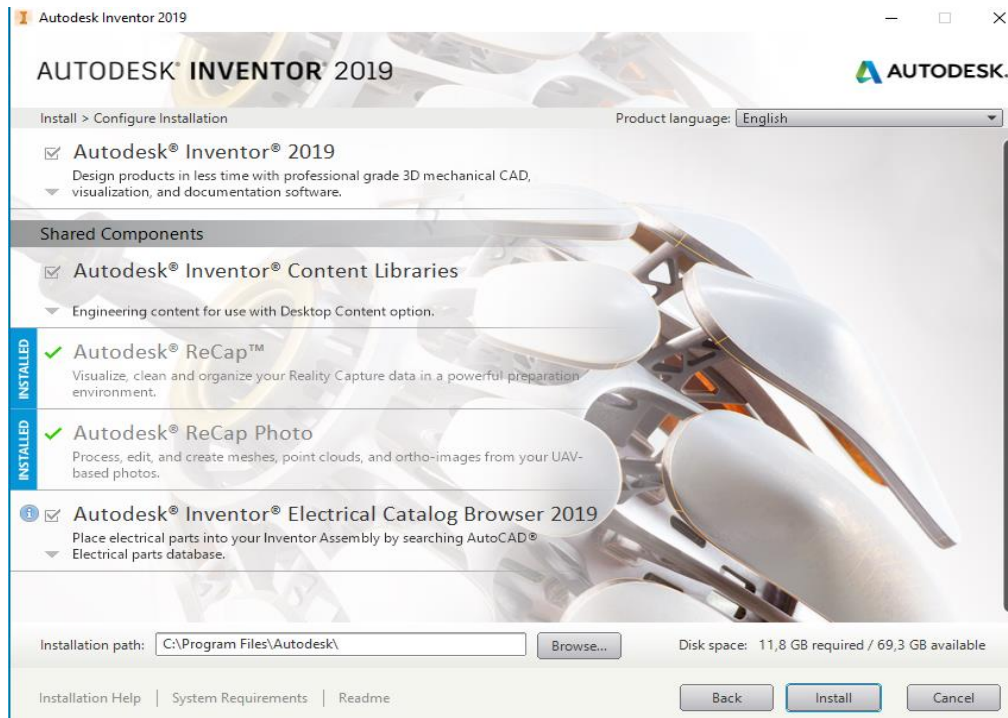 Autodesk Inventor 2019
AUTODESK® INVENTOR® 2019
AUTODESK.
Install > Configure Installation
Product language: English
Autodesk® Inventor® 2019
Design products in less time with professional grade 3D mechanical CAD,
visualization, and documentation software.
Shared Components
Autodesk® Inventor® Content Libraries
Engineering content for use with Desktop Content option.
INSTALLED
Autodesk® ReCap™
Visualize, clean and organize your Reality Capture data in a powerful preparation
environment.
INSTALLED
Autodesk® ReCap Photo
Process, edit, and create meshes, point clouds, and ortho-images from your UAV-
based photos.
Autodesk® Inventor® Electrical Catalog Browser 2019
Place electrical parts into your Inventor Assembly by searching AutoCAD®
Electrical parts database.
Installation path: C:\Program Files\Autodesk\
Browse...
Disk space: 11,8 GB required / 69,3 GB available
Installation Help | System Requirements | Readme
Back
Install
Cancel